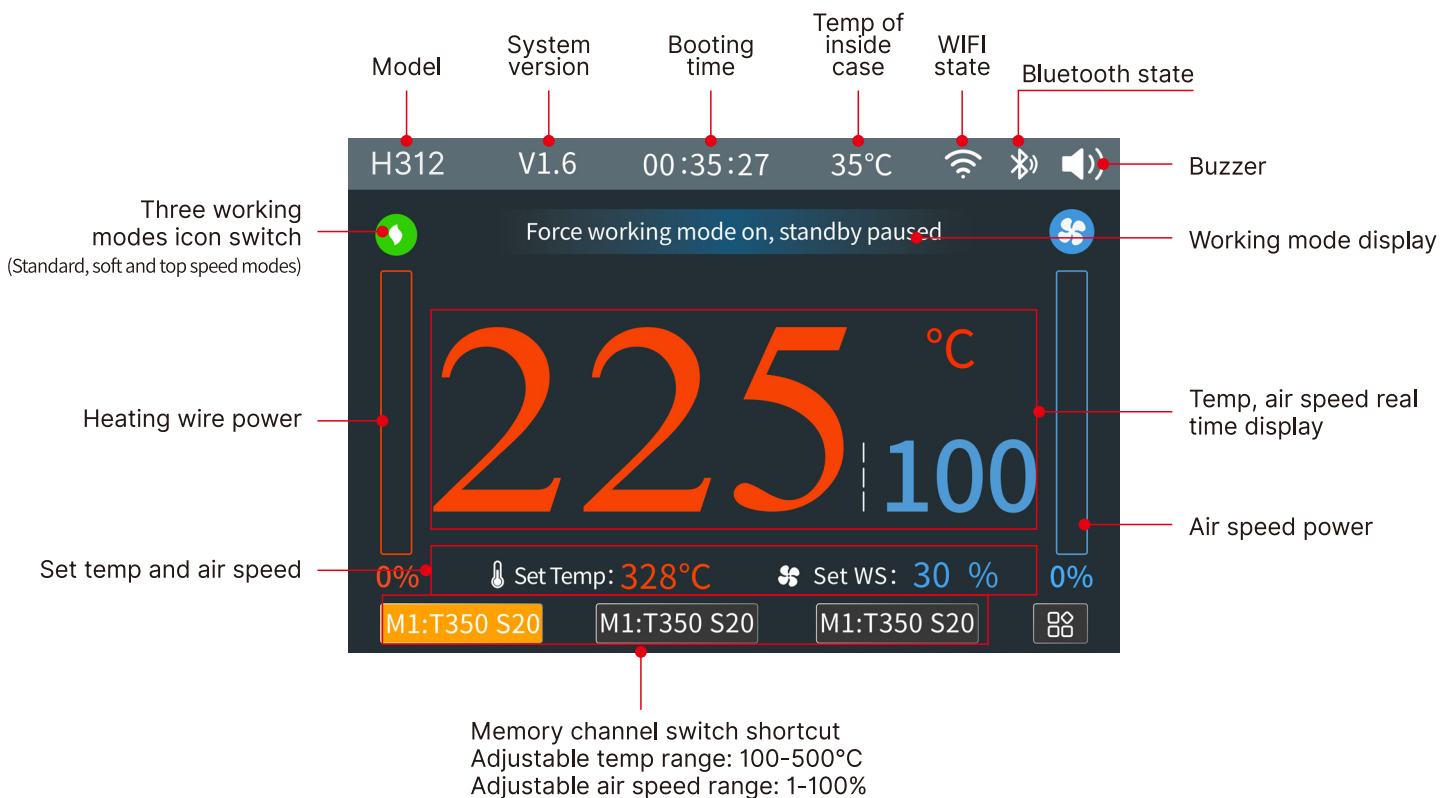 Model
System
version
Booting
time
Temp of
inside
case
WIFI
state
Bluetooth state
H312
V1.6
00:35:27
35°C
Buzzer
Three working
modes icon switch
(Standard, soft and top speed modes)
Force working mode on, standby paused
Working mode display
225
°C
100
Heating wire power
Temp, air speed real
time display
Air speed power
Set temp and air speed
0%
Set Temp: 328°C
Set WS: 30 %
0%
M1:T350 S20
M1:T350 S20
M1:T350 S20
Memory channel switch shortcut
Adjustable temp range: 100-500°C
Adjustable air speed range: 1-100%